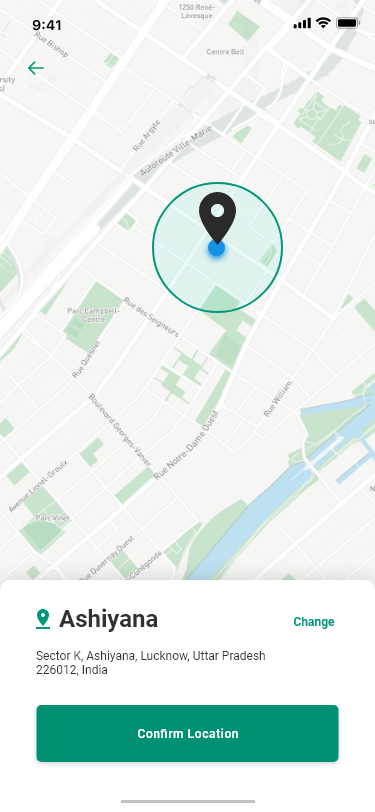 9:41
1250 René-
Lévesque
Rue Bishop
Centre Bell
Rue Argyle
Autoroute Ville-Marie
Parc Campbell-
Centre
Rue des Seigneurs
Rue Quesnel
Rue William
Boulevard Georges-Vanier
Rue Notre-Dame Ouest
Avenue Lionel-Groulx
Parc Vinet
Rue Duvernay Ouest
Cunégonde
Ashiyana
Change
Sector K, Ashiyana, Lucknow, Uttar Pradesh
226012, India
Confirm Location